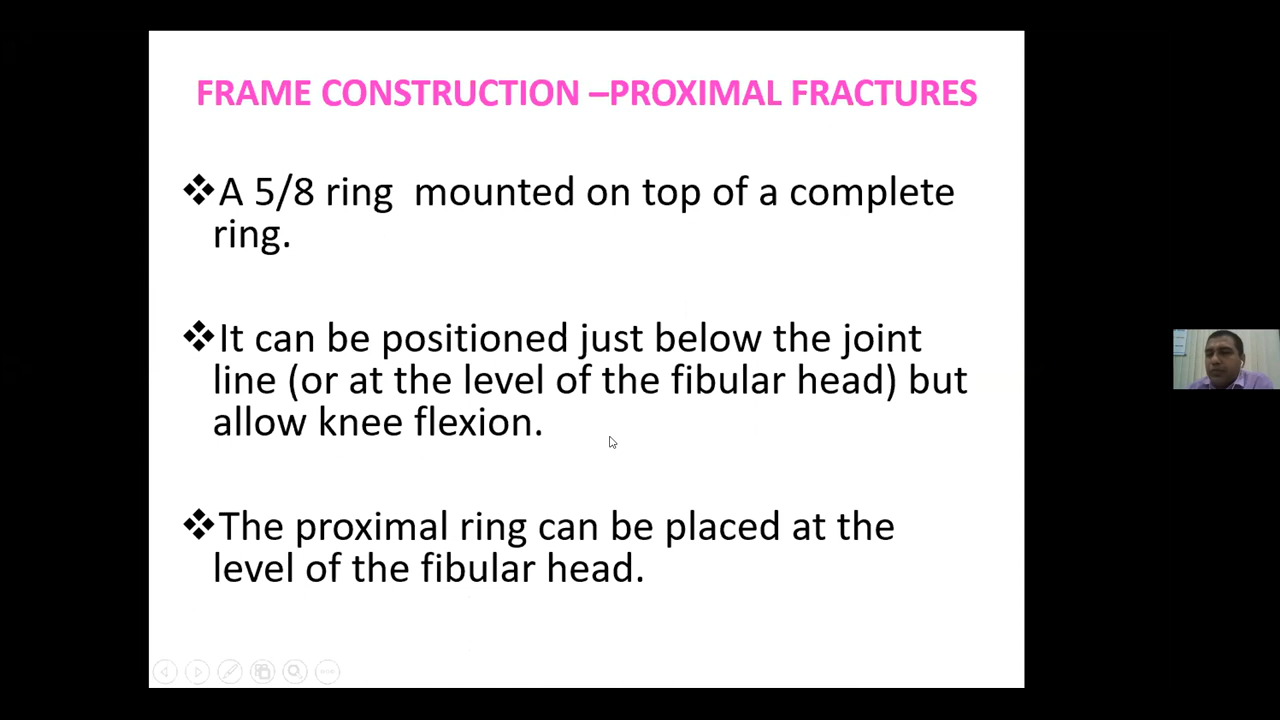 FRAME CONSTRUCTION –PROXIMAL FRACTURES
❖A 5/8 ring mounted on top of a complete
ring.
❖It can be positioned just below the joint
line (or at the level of the fibular head) but
allow knee flexion.
❖The proximal ring can be placed at the
level of the fibular head.